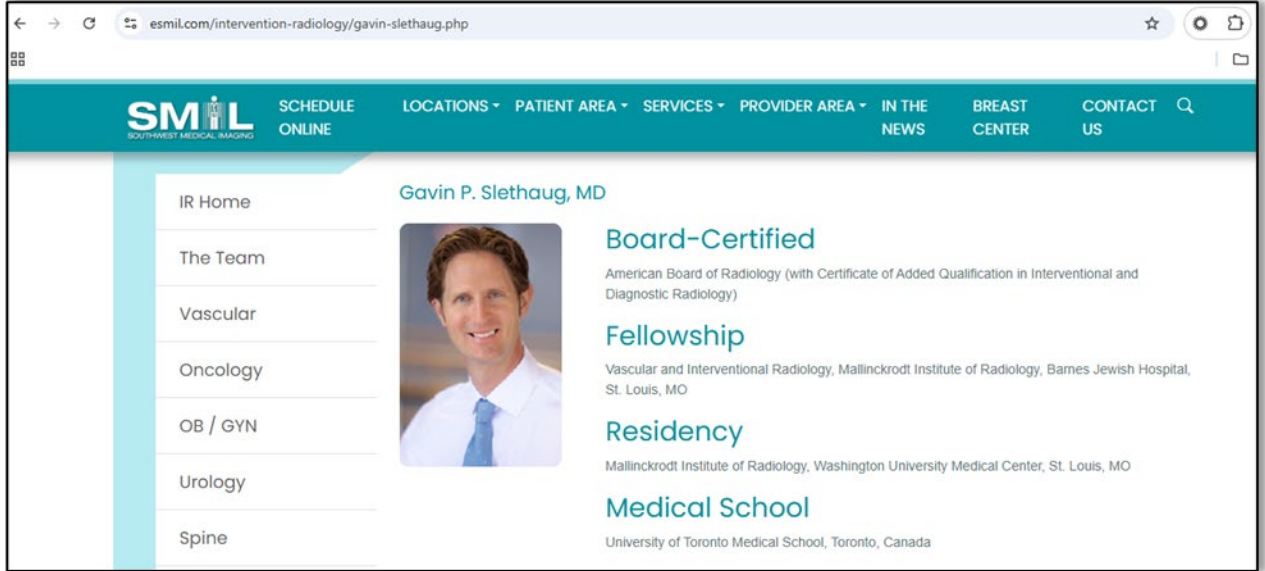 esmil.com/intervention-radiology/gavin-slethaug.php
SMIL
SOUTHWEST MEDICAL IMAGING
SCHEDULE
ONLINE
LOCATIONS
PATIENT AREA
SERVICES
PROVIDER AREA
IN THE
NEWS
BREAST
CENTER
CONTACT
US
IR Home
The Team
Vascular
Oncology
OB / GYN
Urology
Spine
Gavin P. Slethaug, MD
Board-Certified
American Board of Radiology (with Certificate of Added Qualification in Interventional and
Diagnostic Radiology)
Fellowship
Vascular and Interventional Radiology, Mallinckrodt Institute of Radiology, Barnes Jewish Hospital,
St. Louis, MO
Residency
Mallinckrodt Institute of Radiology, Washington University Medical Center, St. Louis, MO
Medical School
University of Toronto Medical School, Toronto, Canada